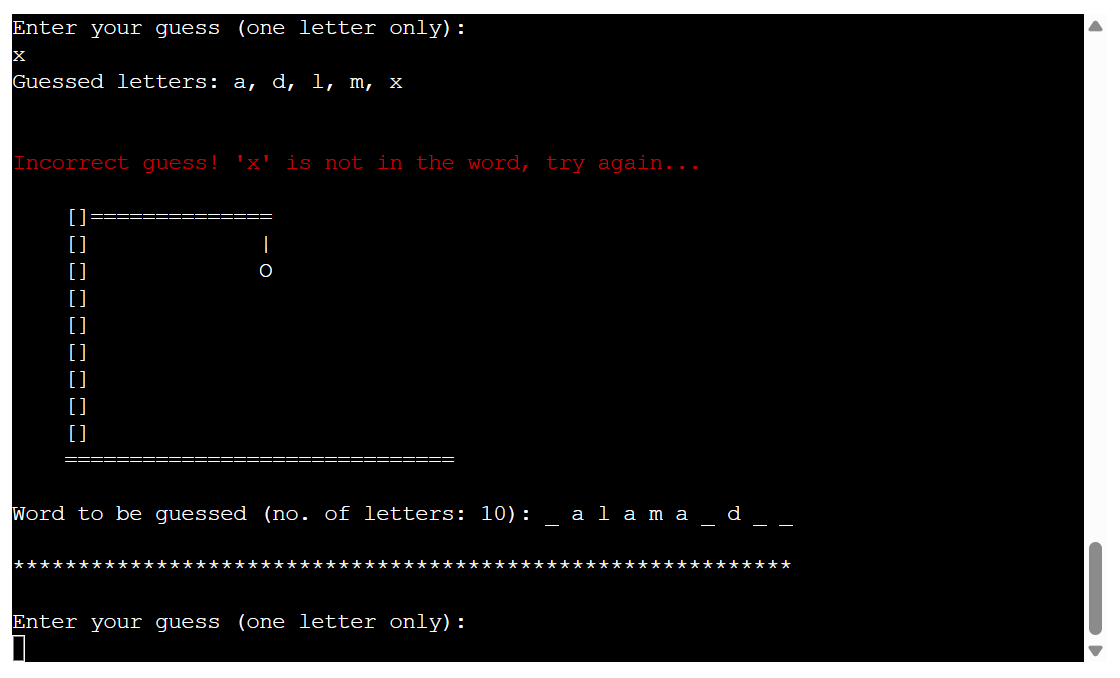 Enter your guess (one letter only):
x
Guessed letters: a, d, l, m, x
Incorrect guess! 'x' is not in the word, try again...
[]==============
[]             |
[]             O
[]
[]
[]
[]
[]
[]
==============================
Word to be guessed (no. of letters: 10): _ a l a m a _ d _ _
************************************************************
Enter your guess (one letter only):